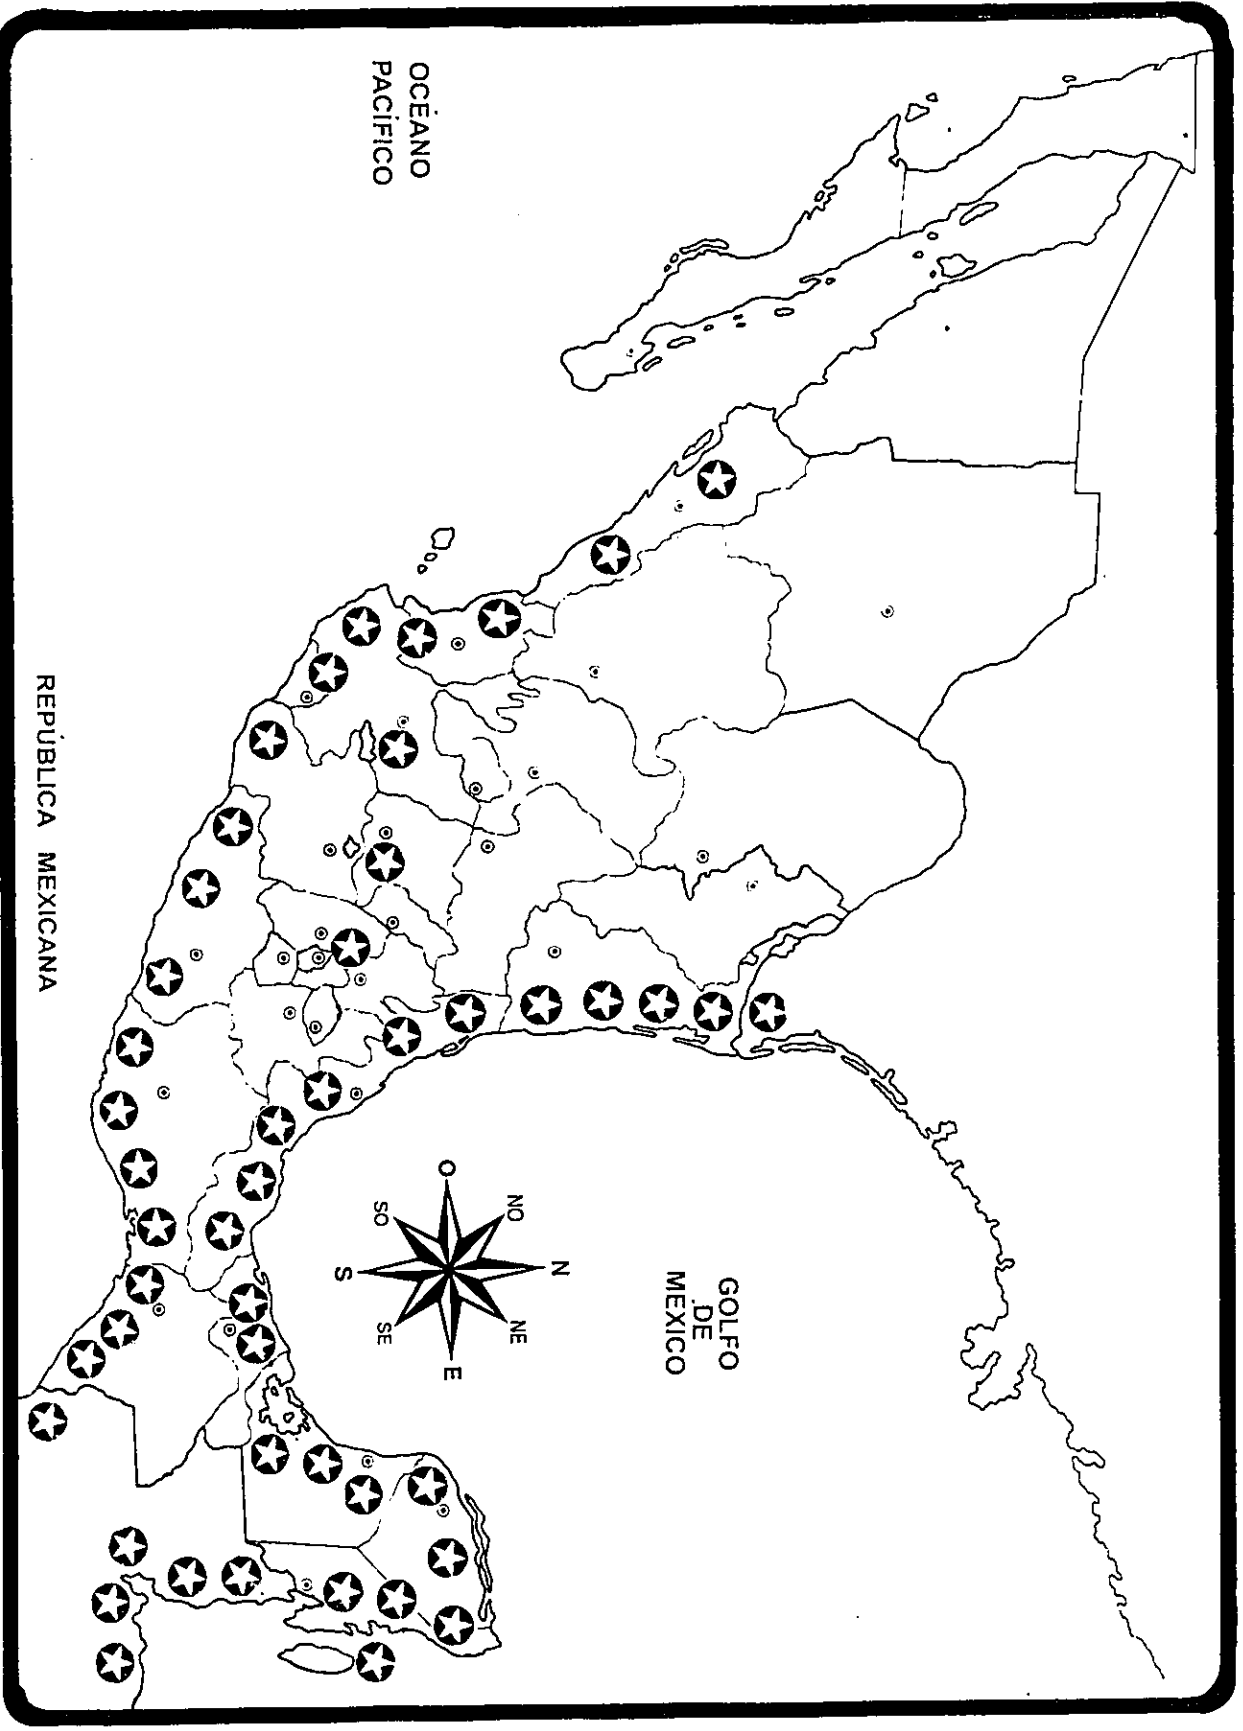 OCÉANO
PACÍFICO
GOLFO
DE
MEXICO
N
NO
NE
O
E
SO
SE
S
REPÚBLICA MEXICANA